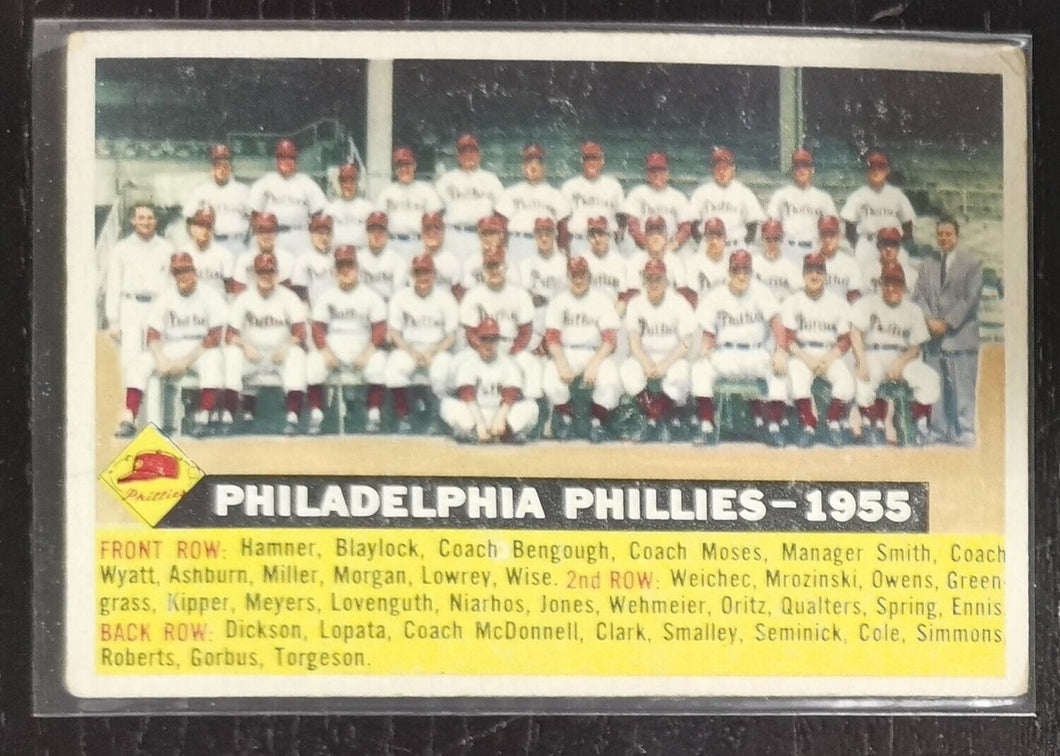 Phillies
PHILADELPHIA PHILLIES-1955
FRONT ROW: Hamner, Blaylock, Coach Bengough, Coach Moses, Manager Smith, Coach
Wyatt, Ashburn, Miller, Morgan, Lowrey, Wise. 2nd ROW: Weichec, Mrozinski, Owens, Green-
grass, Kipper, Meyers, Lovenguth, Niarhos, Jones, Wehmeier, Oritz, Qualters, Spring, Ennis
BACK ROW: Dickson, Lopata, Coach McDonnell, Clark, Smalley, Seminick, Cole, Simmons,
Roberts, Gorbus, Torgeson.